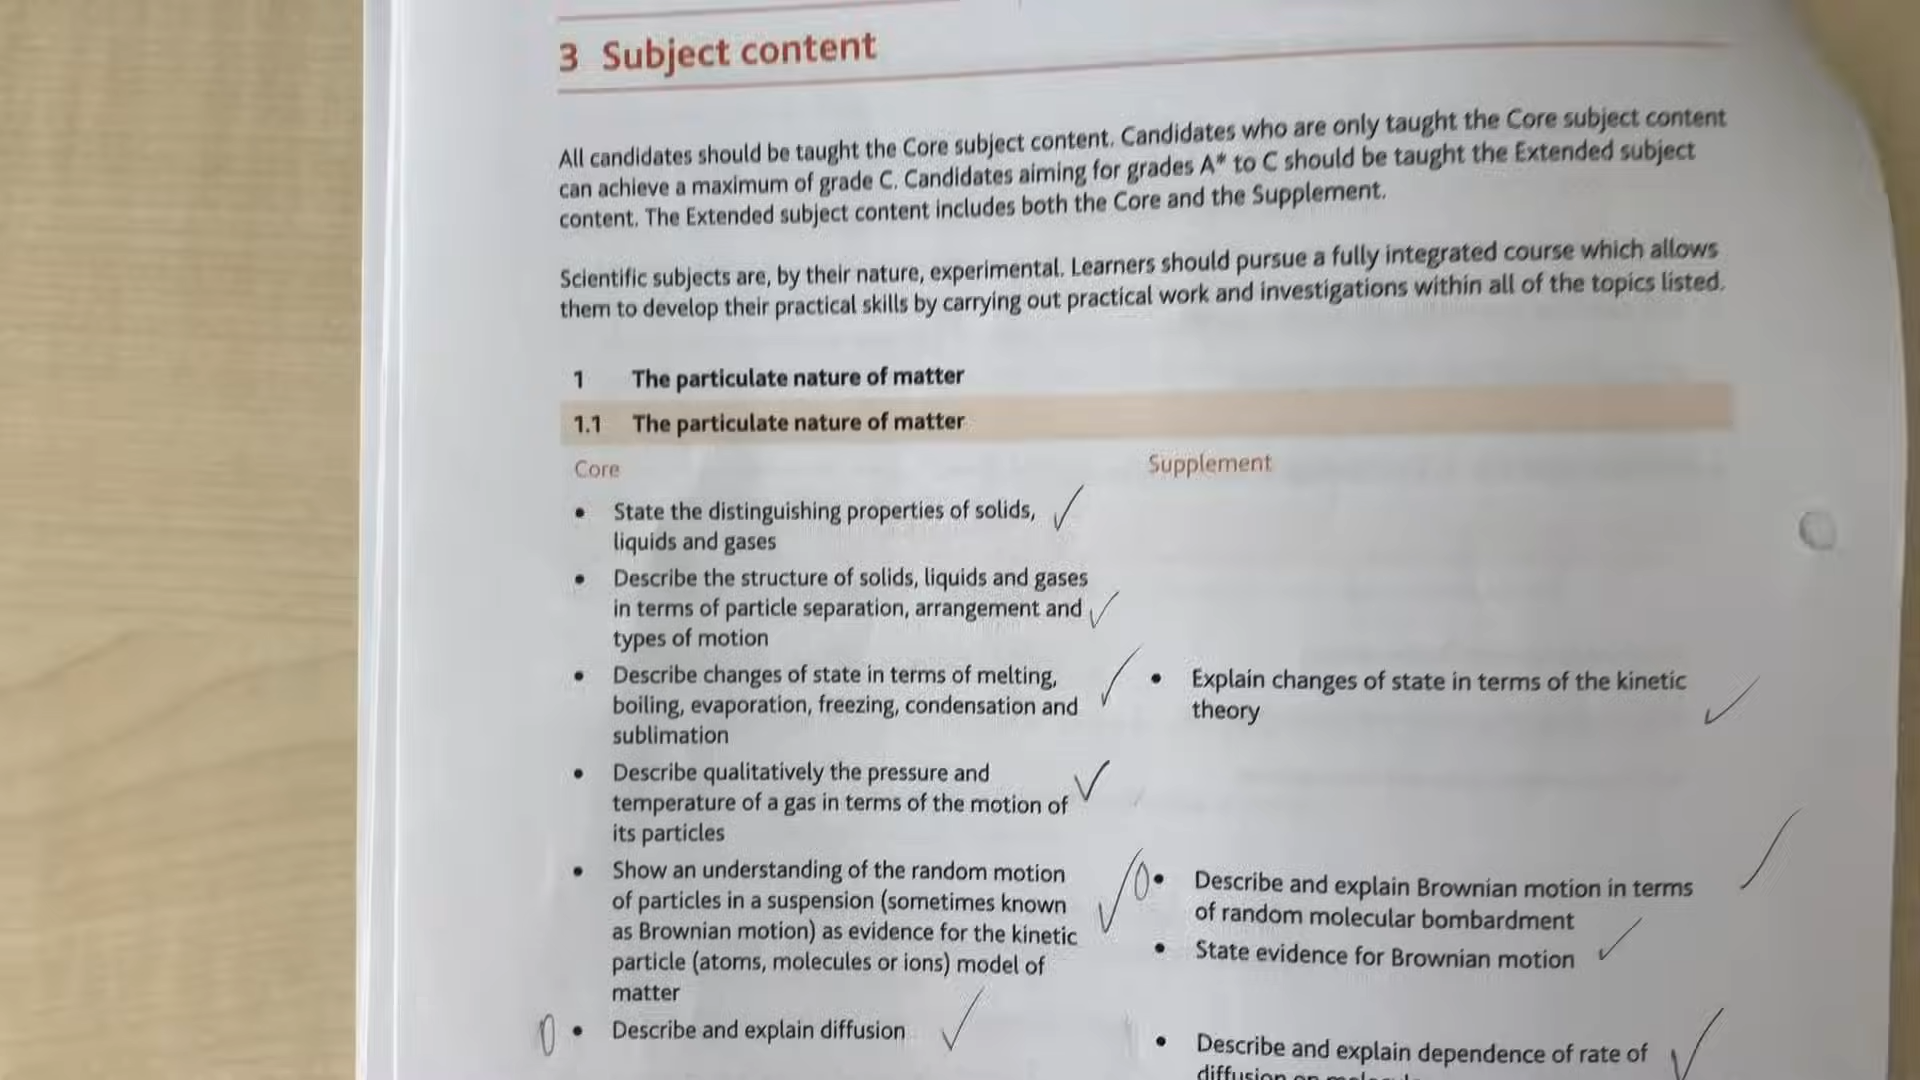 3 Subject content
All candidates should be taught the Core subject content. Candidates who are only taught the Core subject content
can achieve a maximum of grade C. Candidates aiming for grades A* to C should be taught the Extended subject
content. The Extended subject content includes both the Core and the Supplement.
Scientific subjects are, by their nature, experimental. Learners should pursue a fully integrated course which allows
them to develop their practical skills by carrying out practical work and investigations within all of the topics listed.
1 The particulate nature of matter
1.1 The particulate nature of matter
Core
• State the distinguishing properties of solids,
liquids and gases
• Describe the structure of solids, liquids and gases
in terms of particle separation, arrangement and
types of motion
• Describe changes of state in terms of melting,
boiling, evaporation, freezing, condensation and
sublimation
• Describe qualitatively the pressure and
temperature of a gas in terms of the motion of
its particles
• Show an understanding of the random motion
of particles in a suspension (sometimes known
as Brownian motion) as evidence for the kinetic
particle (atoms, molecules or ions) model of
matter
• Describe and explain diffusion
Supplement
• Explain changes of state in terms of the kinetic
theory
• Describe and explain Brownian motion in terms
of random molecular bombardment
• State evidence for Brownian motion
• Describe and explain dependence of rate of
diffusion on